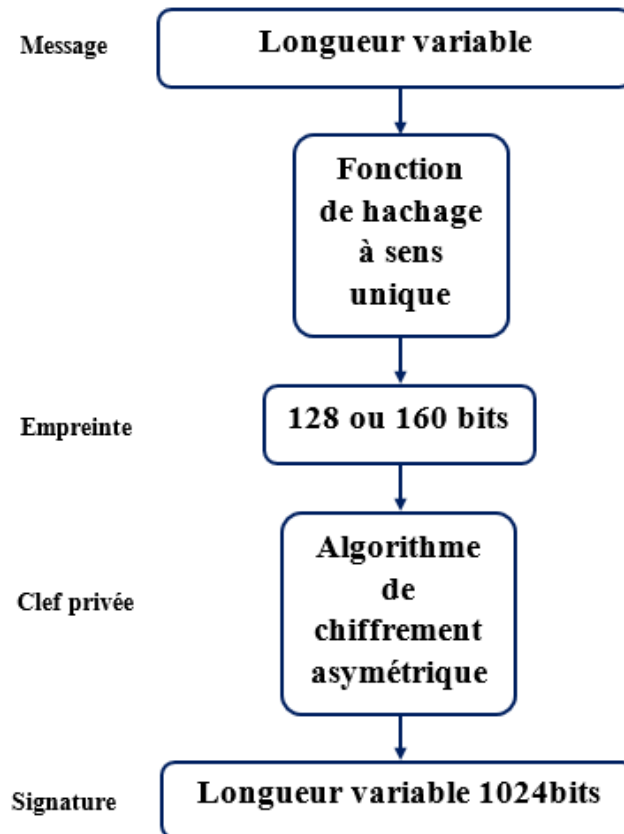 Message
Longueur variable
Fonction
de hachage
à sens
unique
Empreinte
128 ou 160 bits
Clef privée
Algorithme
de
chiffrement
asymétrique
Signature
Longueur variable 1024bits